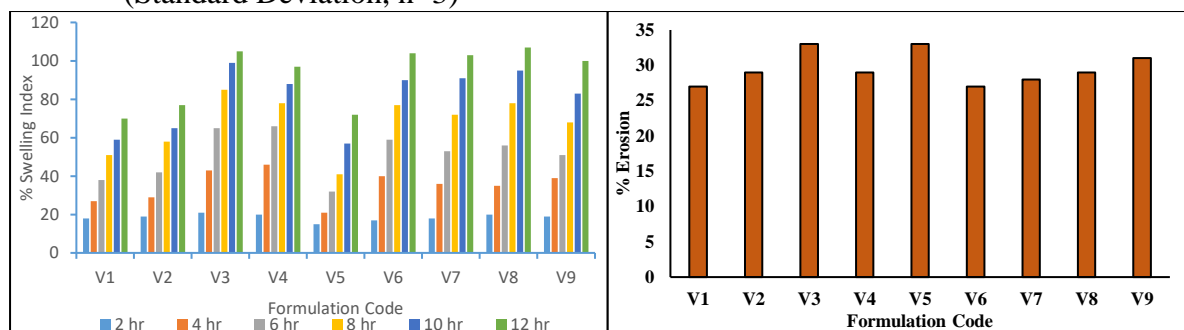 (Standard Deviation, n=3)
120
100
80
60
40
20
0
% Swelling Index
V1 V2 V3 V4 V5 V6 V7 V8 V9
Formulation Code
2 hr 4 hr 6 hr 8 hr 10 hr 12 hr
35
30
25
20
15
10
5
0
% Erosion
V1 V2 V3 V4 V5 V6 V7 V8 V9
Formulation Code